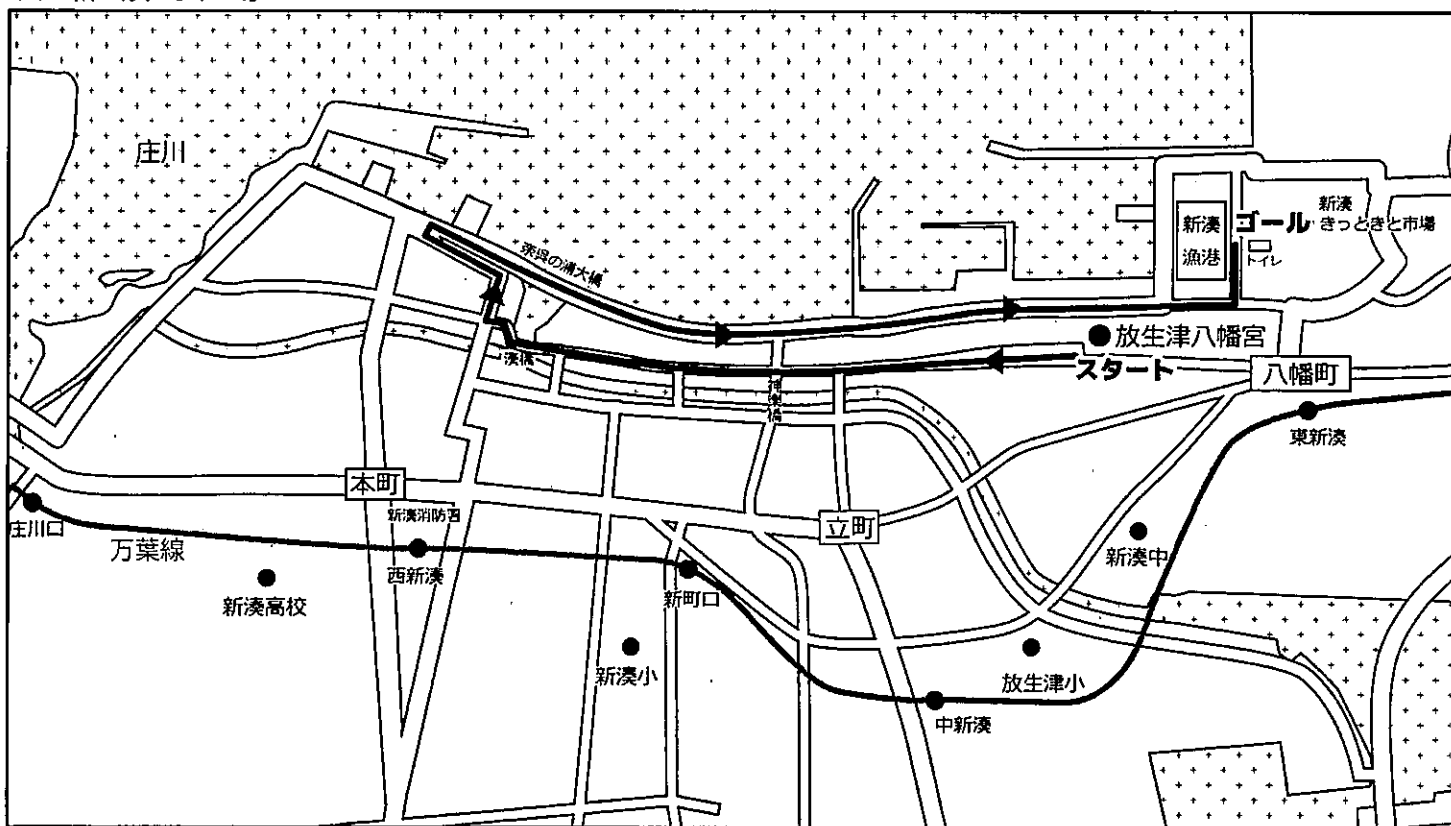 庄川
奈呉の浦大橋
新湊
漁港
ゴール
新湊
きっときと市場
トイレ
放生津八幡宮
スタート
八幡町
湊橋
神楽橋
東新湊
本町
新湊消防署
立町
庄川口
万葉線
西新湊
新湊高校
新町口
新湊中
新湊小
放生津小
中新湊